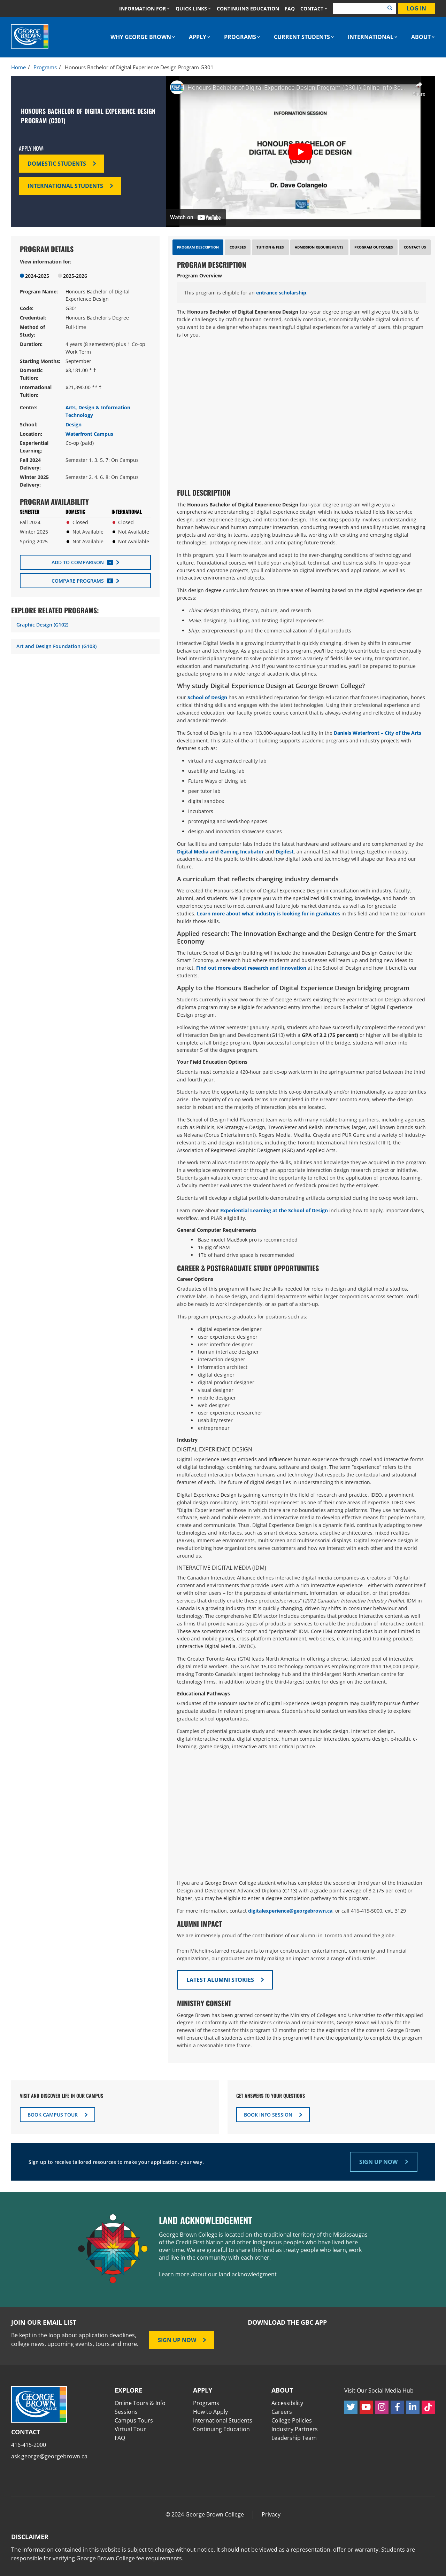 INFORMATION FOR QUICK LINKS CONTINUING EDUCATION FAQ CONTACT LOG IN
GEORGE BROWN COLLEGE
WHY GEORGE BROWN APPLY PROGRAMS CURRENT STUDENTS INTERNATIONAL ABOUT
Home / Programs / Honours Bachelor of Digital Experience Design Program G301
HONOURS BACHELOR OF DIGITAL EXPERIENCE DESIGN
PROGRAM (G301)
APPLY NOW:
DOMESTIC STUDENTS
INTERNATIONAL STUDENTS
Honours Bachelor of Digital Experience Design Program (G301) Online Info Se
INFORMATION SESSION
HONOURS BACHELOR OF
DIGITAL EXPERIENCE DESIGN
(G301)
Dr. Dave Colangelo
Watch on YouTube
PROGRAM DETAILS
View information for:
2024-2025 2025-2026
Program Name: Honours Bachelor of Digital
Experience Design
Code: G301
Credential: Honours Bachelor's Degree
Method of
Study: Full-time
Duration: 4 years (8 semesters) plus 1 Co-op
Work Term
Starting Months: September
Domestic
Tuition: $8,181.00 * †
International
Tuition: $21,390.00 ** †
Centre: Arts, Design & Information
Technology
School: Design
Location: Waterfront Campus
Experiential
Learning: Co-op (paid)
Fall 2024
Delivery: Semester 1, 3, 5, 7: On Campus
Winter 2025
Delivery: Semester 2, 4, 6, 8: On Campus
PROGRAM AVAILABILITY
SEMESTER DOMESTIC INTERNATIONAL
Fall 2024 Closed Closed
Winter 2025 Not Available Not Available
Spring 2025 Not Available Not Available
ADD TO COMPARISON
COMPARE PROGRAMS
EXPLORE RELATED PROGRAMS:
Graphic Design (G102)
Art and Design Foundation (G108)
PROGRAM DESCRIPTION COURSES TUITION & FEES ADMISSION REQUIREMENTS PROGRAM OUTCOMES CONTACT US
PROGRAM DESCRIPTION
Program Overview
This program is eligible for an entrance scholarship.
The Honours Bachelor of Digital Experience Design four-year degree program will give you the skills to
tackle challenges by crafting human-centred, socially conscious, economically viable digital solutions. If
you want to be a designer who shapes meaningful digital experiences for a variety of users, this program
is for you.
FULL DESCRIPTION
The Honours Bachelor of Digital Experience Design four-year degree program will give you a
comprehensive understanding of digital experience design, which includes interactive digital media
design, user experience design, and interaction design. This exciting specialty involves understanding
human behaviour and user needs, conducting primary research to understand markets and audiences,
working with emerging software and hardware (and being able to design for both), exploring developing
technologies, prototyping new ideas, and anticipating future trends.
In this program, you'll learn to analyze and adapt to the ever-changing conditions of technology and
culture. Foundational courses will build your analytical, technical, and business skills, while studio-based
courses will challenge you to design digital interfaces and applications, as well as interactive
environments and objects.
This design degree curriculum focuses on three areas of learning based on key elements of digital
experience design:
Think: design thinking, theory, culture, and research
Make: designing, building, and testing digital experiences
Ship: entrepreneurship and the commercialization of digital products
Interactive Digital Media is a growing industry that is quickly changing, driven by shifts in consumer
behaviour and technology. This program will provide graduates with the abilities needed to lead
interdisciplinary teams to solve problems across a variety of fields like security, transportation,
education, and manufacturing. And if you want to continue your studies, you'll be prepared to pursue
graduate programs in a wide range of academic disciplines.
Why study Digital Experience Design at George Brown College?
Our School of Design has an established reputation for design education that focuses imagination, hones
critical thinking skills and engages with the latest technologies. Offering project-based, experiential and
advanced education, our faculty provide course content that is always evolving to reflect shifts of industry
and academic trends.
The School of Design is in a new 103,000-square-foot facility in the Daniels Waterfront – City of the Arts
development. This state-of-the-art building supports academic programs and industry projects with
features such as:
virtual and augmented reality lab
usability and testing lab
Future Ways of Living lab
peer tutor lab
digital sandbox
incubators
prototyping and workshop spaces
design and innovation showcase spaces
Our facilities and computer labs include the latest hardware and software and are complemented by the
Digital Media and Gaming Incubator and Digifest, an annual festival that brings together industry,
academics, and the public to think about how digital tools and technology will shape our lives and our
future.
A curriculum that reflects changing industry demands
We created the Honours Bachelor of Digital Experience Design in consultation with industry, faculty,
alumni, and students. We'll prepare you with the specialized skills training, knowledge, and hands-on
experience you need to meet current and future job market demands, as well as for graduate
studies. Learn more about what industry is looking for in graduates in this field and how the curriculum
builds those skills.
Applied research: The Innovation Exchange and the Design Centre for the Smart
Economy
The future School of Design building will include the Innovation Exchange and Design Centre for the
Smart Economy, a research hub where students and businesses will team up and bring new ideas to
market. Find out more about research and innovation at the School of Design and how it benefits our
students.
Apply to the Honours Bachelor of Digital Experience Design bridging program
Students currently in year two or three of George Brown's existing three-year Interaction Design advanced
diploma program may be eligible for advanced entry into the Honours Bachelor of Digital Experience
Design program.
Following the Winter Semester (January-April), students who have successfully completed the second year
of Interaction Design and Development (G113) with a GPA of 3.2 (75 per cent) or higher will be eligible to
complete a fall bridge program. Upon successful completion of the bridge, students will be enter into
semester 5 of the degree program.
Your Field Education Options
Students must complete a 420-hour paid co-op work term in the spring/summer period between the third
and fourth year.
Students have the opportunity to complete this co-op domestically and/or internationally, as opportunities
arise. The majority of co-op work terms are completed in the Greater Toronto Area, where the design
sector is robust and the majority of interaction jobs are located.
The School of Design Field Placement team works with many notable training partners, including agencies
such as Publicis, K9 Strategy + Design, Trevor/Peter and Relish Interactive; larger, well-known brands such
as Nelvana (Corus Entertainment), Rogers Media, Mozilla, Crayola and PUR Gum; and a variety of industry-
relevant arts and design institutions, including the Toronto International Film Festival (TIFF), the
Association of Registered Graphic Designers (RGD) and Applied Arts.
The work term allows students to apply the skills, abilities and knowledge they've acquired in the program
in an appropriate interaction design work environment or applied research project or initiative.
Students gain valuable experience and the opportunity to reflect on the application of previous learning.
A faculty member evaluates the student based on feedback provided by the employer.
Students will develop a digital portfolio demonstrating artifacts completed during the co-op work term.
Learn more about Experiential Learning at the School of Design including how to apply, important dates,
workflow, and PLAR eligibility.
General Computer Requirements
Base model MacBook pro is recommended
16 gig of RAM
1Tb of hard drive space is recommended
CAREER & POSTGRADUATE STUDY OPPORTUNITIES
Career Options
Graduates of this program will have the skills needed for roles in design and digital media studios,
creative labs, in-house design, and digital departments within larger corporations across sectors. You'll
also be ready to work independently, or as part of a start-up.
This program prepares graduates for positions such as:
digital experience designer
user experience designer
user interface designer
human interface designer
interaction designer
information architect
digital designer
digital product designer
visual designer
mobile designer
web designer
user experience researcher
usability tester
entrepreneur
Industry
DIGITAL EXPERIENCE DESIGN
Digital Experience Design embeds and influences human experience through novel and interactive forms
of digital technology, combining hardware, software and design. The term "experience" refers to the
multifaceted interaction between humans and technology that respects the contextual and situational
features of each. The future of digital design lies in understanding this interaction.
Digital Experience Design is gaining currency in the field of research and practice. IDEO, a prominent
global design consultancy, lists "Digital Experiences" as one of their core areas of expertise. IDEO sees
"Digital Experiences" as those in which there are no boundaries among platforms. They see how hardware,
software, web and mobile elements, and interactive media develop to effective means for people to
share, create and communicate. Thus, Digital Experience Design is a dynamic field, continually adapting to
new technologies and interfaces, such as smart devices, sensors, adaptive architectures, mixed realities
(AR/VR), immersive environments, multiscreen and multisensory displays. Digital experience design is
revolutionizing how organizations serve customers and how we interact with each other and the world
around us.
INTERACTIVE DIGITAL MEDIA (IDM)
The Canadian Interactive Alliance defines interactive digital media companies as creators of "digital
content and environments that provide users with a rich interactive experience – either with content itself
or with other users – for the purposes of entertainment, information or education, or that provide
services that directly enable these products/services" (2012 Canadian Interactive Industry Profile). IDM in
Canada is a growing industry that is quickly changing, driven by shifts in consumer behaviour and
technology. The comprehensive IDM sector includes companies that produce interactive content as well
as firms that provide various types of products or services to enable the production of interactive content.
These are sometimes called "core" and "peripheral" IDM. Core IDM content includes but is not limited to
video and mobile games, cross-platform entertainment, web series, e-learning and training products
(Interactive Digital Media, OMDC).
The Greater Toronto Area (GTA) leads North America in offering a diverse, talented pool of interactive
digital media workers. The GTA has 15,000 technology companies employing more than 168,000 people,
making Toronto Canada's largest technology hub and the third-largest centre in North America for
technology firms, in addition to being the third-largest centre for design on the continent.
Educational Pathways
Graduates of the Honours Bachelor of Digital Experience Design program may qualify to pursue further
graduate studies in relevant program areas. Students should contact universities directly to explore
graduate school opportunities.
Examples of potential graduate study and research areas include: design, interaction design,
digital/interactive media, digital experience, human computer interaction, systems design, e-health, e-
learning, game design, interactive arts and critical practice.
If you are a George Brown College student who has completed the second or third year of the Interaction
Design and Development Advanced Diploma (G113) with a grade point average of 3.2 (75 per cent) or
higher, you may be eligible to enter a degree completion pathway to this program.
For more information, contact digitalexperience@georgebrown.ca, or call 416-415-5000, ext. 3129
ALUMNI IMPACT
We are immensely proud of the contributions of our alumni in Toronto and around the globe.
From Michelin-starred restaurants to major construction, entertainment, community and financial
organizations, our graduates are truly making an impact across a range of industries.
LATEST ALUMNI STORIES
MINISTRY CONSENT
George Brown has been granted consent by the Ministry of Colleges and Universities to offer this applied
degree. In conformity with the Minister's criteria and requirements, George Brown will apply for the
renewal of the consent for this program 12 months prior to the expiration of the consent. George Brown
will ensure that all students admitted to this program will have the opportunity to complete the program
within a reasonable time frame.
VISIT AND DISCOVER LIFE IN OUR CAMPUS
BOOK CAMPUS TOUR
GET ANSWERS TO YOUR QUESTIONS
BOOK INFO SESSION
Sign up to receive tailored resources to make your application, your way.
SIGN UP NOW
LAND ACKNOWLEDGEMENT
George Brown College is located on the traditional territory of the Mississaugas
of the Credit First Nation and other Indigenous peoples who have lived here
over time. We are grateful to share this land as treaty people who learn, work
and live in the community with each other.
Learn more about our land acknowledgment
JOIN OUR EMAIL LIST
Be kept in the loop about application deadlines,
college news, upcoming events, tours and more.
SIGN UP NOW
DOWNLOAD THE GBC APP
GEORGE BROWN COLLEGE
CONTACT
416-415-2000
ask.george@georgebrown.ca
EXPLORE
Online Tours & Info
Sessions
Campus Tours
Virtual Tour
FAQ
APPLY
Programs
How to Apply
International Students
Continuing Education
ABOUT
Accessibility
Careers
College Policies
Industry Partners
Leadership Team
Visit Our Social Media Hub
© 2024 George Brown College Privacy
DISCLAIMER
The information contained in this website is subject to change without notice. It should not be viewed as a representation, offer or warranty. Students are
responsible for verifying George Brown College fee requirements.